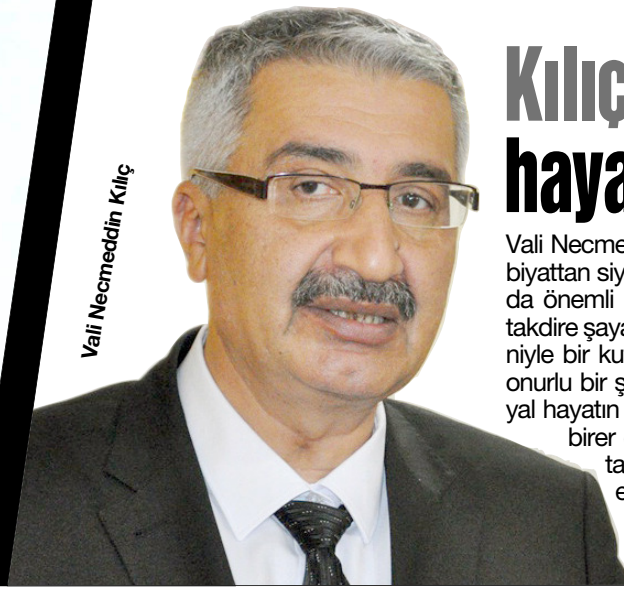 Vali Necmeddin Kılıç
Kılıç
haya
Vali Necme
biyattan siy
da önemli
takdire şaya
niyle bir ku
onurlu bir ş
yal hayatın
birer
ta
e